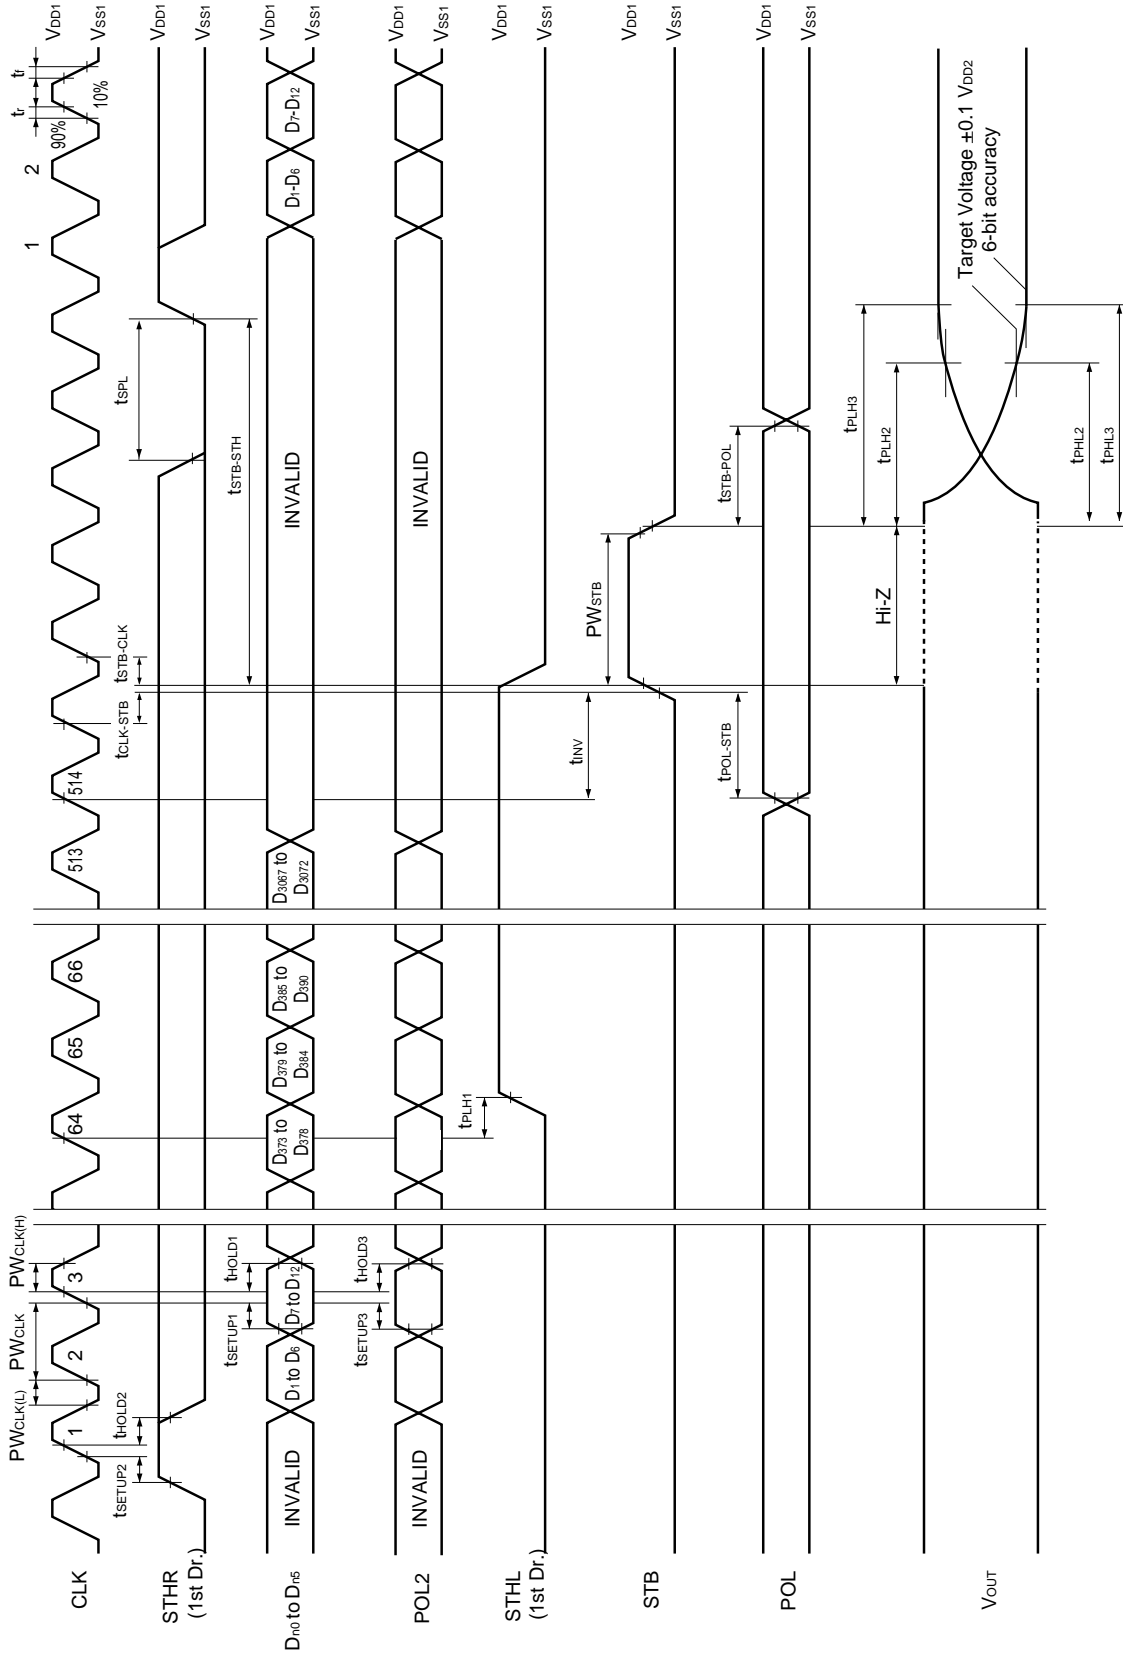 PWCLK(L)
PWCLK
PWCLK(H)
tr
tf
CLK
1
2
3
64
65
66
513
514
1
2
90%
10%
VDD1
VSS1
tSETUP2
tHOLD2
tCLK-STB
tSTB-CLK
tSPL
STHR
(1st Dr.)
VDD1
VSS1
tSETUP1
tHOLD1
tSTB-STH
Dn0 to Dn5
INVALID
D1 to D6
D7 to D12
D373 to
D378
D379 to
D384
D385 to
D390
D3067 to
D3072
INVALID
D1-D6
D7-D12
VDD1
VSS1
tSETUP3
tHOLD3
POL2
INVALID
INVALID
VDD1
VSS1
tPLH1
STHL
(1st Dr.)
VDD1
VSS1
tINV
PWSTB
STB
VDD1
VSS1
tPOL-STB
tSTB-POL
POL
VDD1
VSS1
tPLH3
Hi-Z
tPLH2
VOUT
Target Voltage ±0.1 VDD2
6-bit accuracy
tPHL2
tPHL3